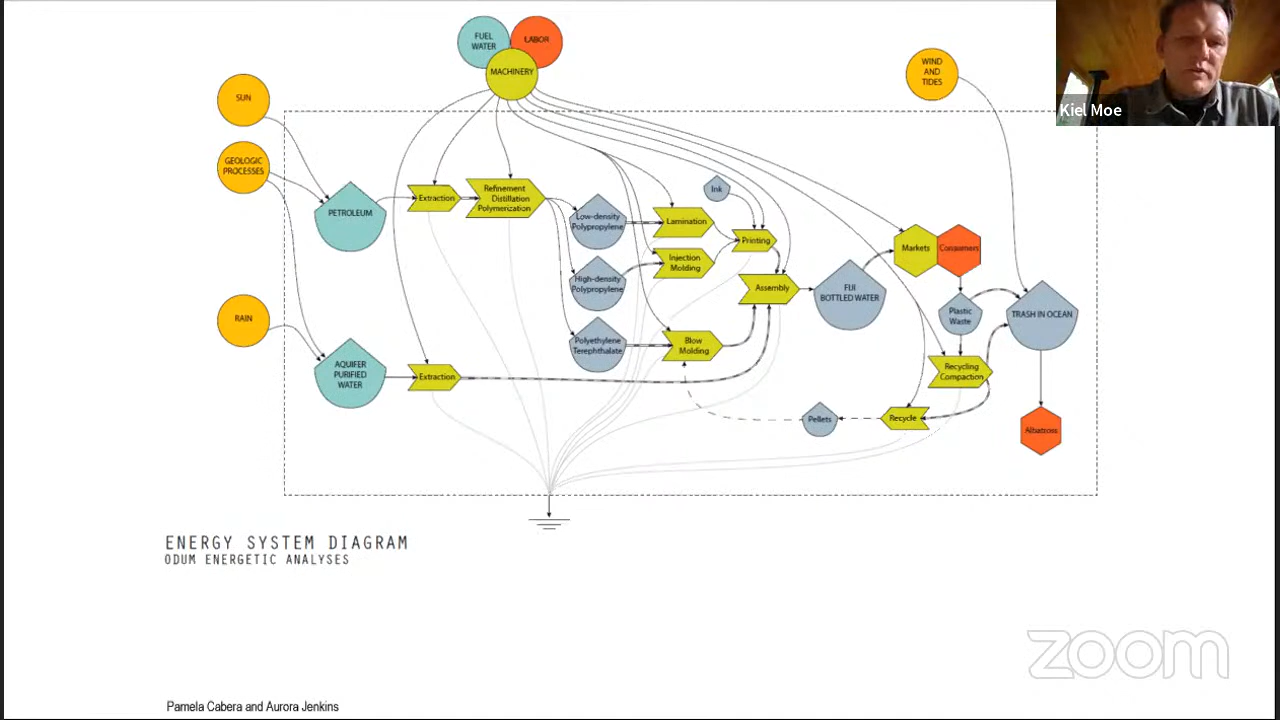 FUEL
WATER
LABOR
MACHINERY
WIND
AND
TIDES
Kiel Moe
SUN
GEOLOGIC
PROCESSES
PETROLEUM
Extraction
Refinement
Distillation
Polymerization
Ink
Low-density
Polypropylene
Lamination
Printing
Injection
Molding
High-density
Polypropylene
Assembly
FIJI
BOTTLED WATER
Markets
Consumers
Plastic
Waste
TRASH IN OCEAN
RAIN
AQUIFER
PURIFIED
WATER
Extraction
Polyethylene
Terephthalate
Blow
Molding
Recycling
Compaction
Pellets
Recycle
Albatross
ENERGY SYSTEM DIAGRAM
ODUM ENERGETIC ANALYSES
zoom
Pamela Cabera and Aurora Jenkins